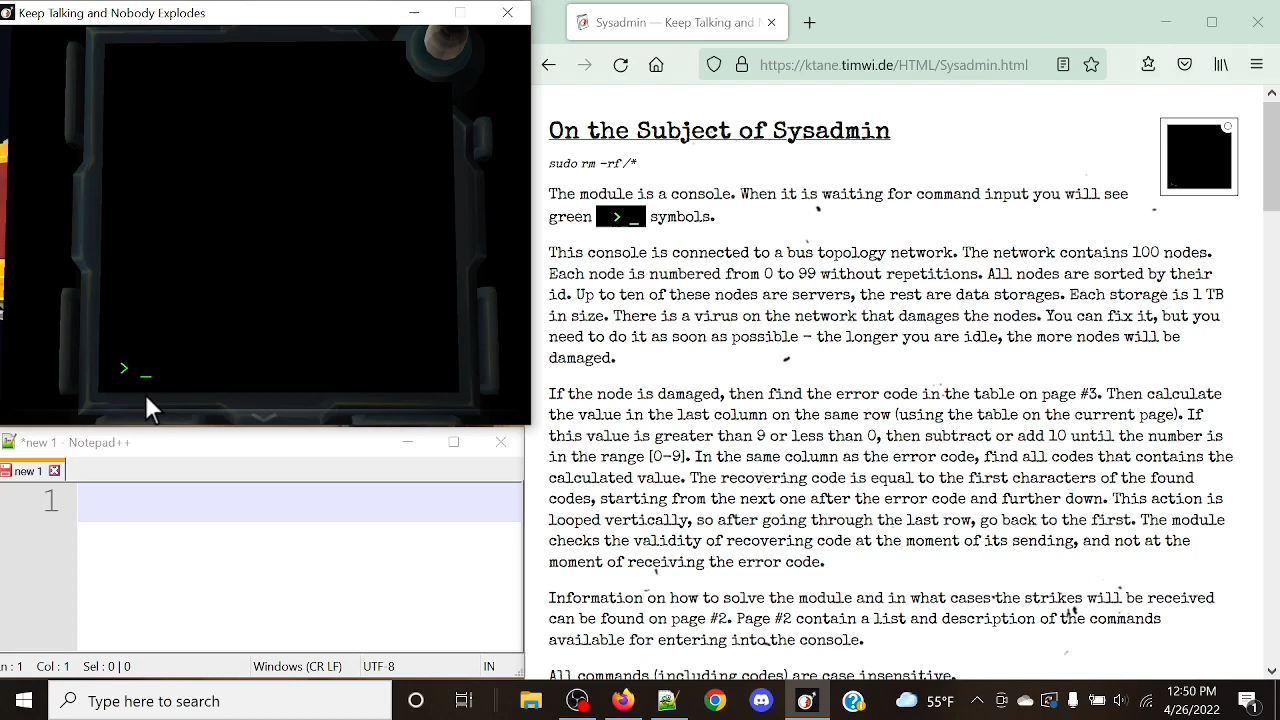 Keep Talking and Nobody Explodes
> _
*new 1 - Notepad++
new 1
1
Ln : 1 Col : 1 Sel : 0 | 0 Windows (CR LF) UTF-8 IN
Sysadmin — Keep Talking and N
https://ktane.timwi.de/HTML/Sysadmin.html
On the Subject of Sysadmin
sudo rm -rf /*
The module is a console. When it is waiting for command input you will see
green > _ symbols.
This console is connected to a bus topology network. The network contains 100 nodes.
Each node is numbered from 0 to 99 without repetitions. All nodes are sorted by their
id. Up to ten of these nodes are servers, the rest are data storages. Each storage is 1 TB
in size. There is a virus on the network that damages the nodes. You can fix it, but you
need to do it as soon as possible – the longer you are idle, the more nodes will be
damaged.
If the node is damaged, then find the error code in the table on page #3. Then calculate
the value in the last column on the same row (using the table on the current page). If
this value is greater than 9 or less than 0, then subtract or add 10 until the number is
in the range [0-9]. In the same column as the error code, find all codes that contains the
calculated value. The recovering code is equal to the first characters of the found
codes, starting from the next one after the error code and further down. This action is
looped vertically, so after going through the last row, go back to the first. The module
checks the validity of recovering code at the moment of its sending, and not at the
moment of receiving the error code.
Information on how to solve the module and in what cases the strikes will be received
can be found on page #2. Page #2 contain a list and description of the commands
available for entering into the console.
All commands (including codes) are case insensitive.
Type here to search
55°F
12:50 PM
4/26/2022
1